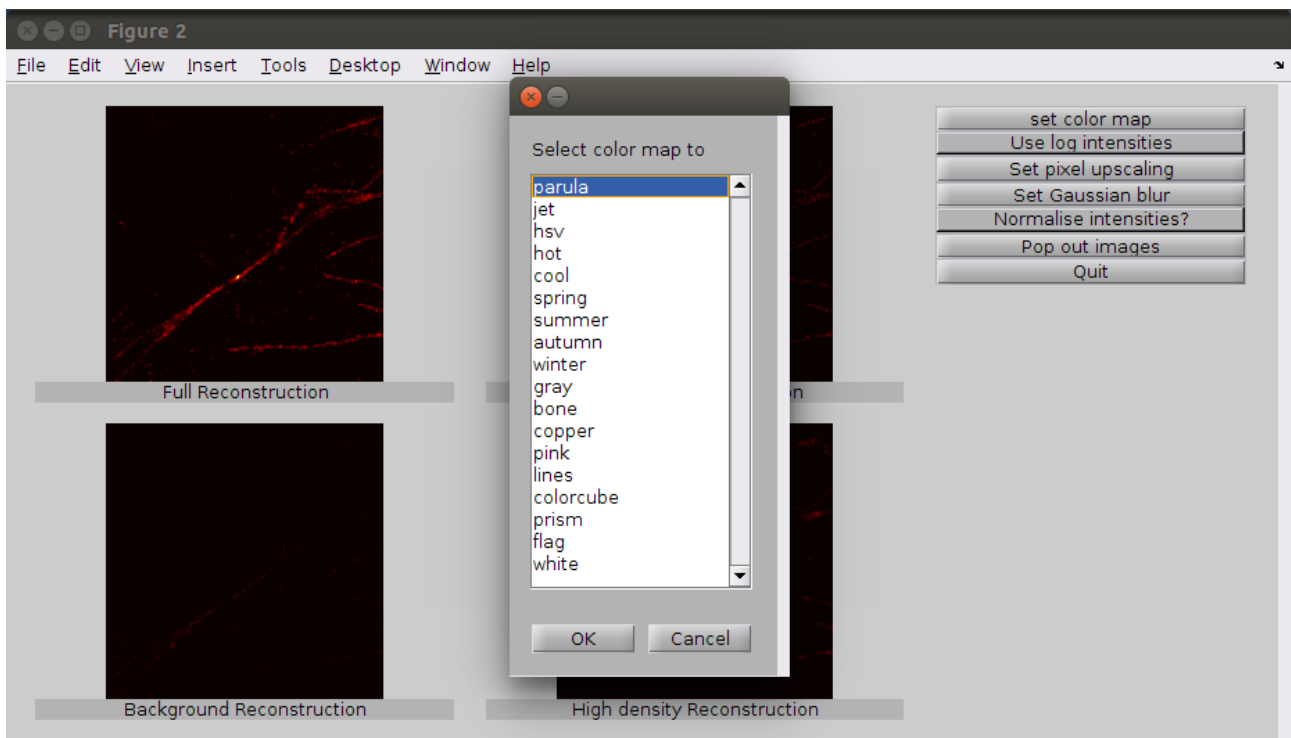 Figure 2
File Edit View Insert Tools Desktop Window Help
Select color map to
parula
jet
hsv
hot
cool
spring
summer
autumn
winter
gray
bone
copper
pink
lines
colorcube
prism
flag
white
OK Cancel
set color map
Use log intensities
Set pixel upscaling
Set Gaussian blur
Normalise intensities?
Pop out images
Quit
Full Reconstruction
Background Reconstruction
High density Reconstruction